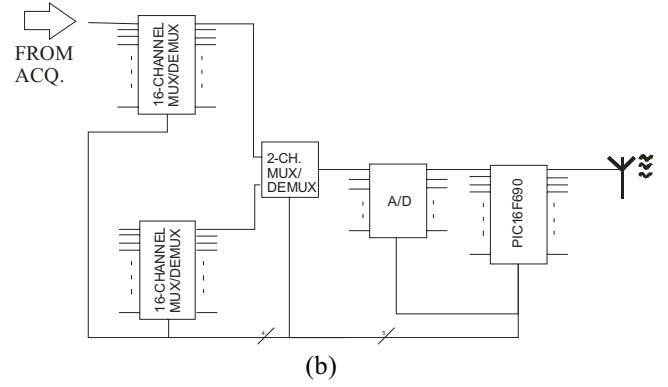 FROM
ACQ.
16-CHANNEL
MUX/DEMUX
2-CH.
MUX/
DEMUX
A/D
PIC16F690
16-CHANNEL
MUX/DEMUX
4
5
(b)